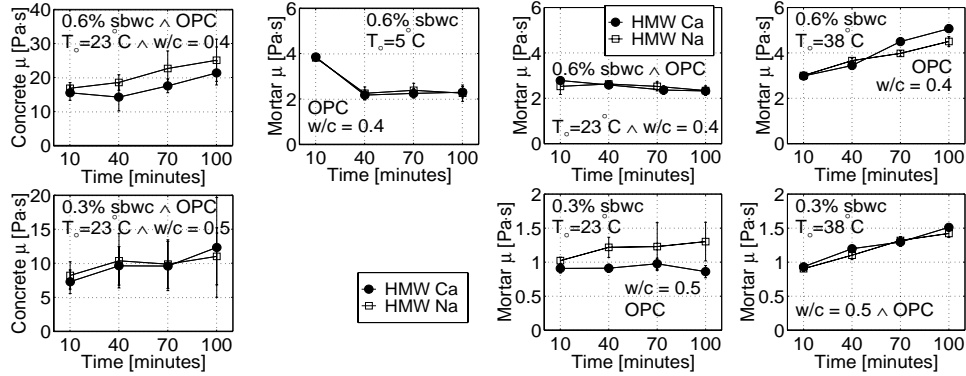 0.6% sbwc ∧ OPC
T₀=23°C ∧ w/c = 0.4
Concrete μ [Pa·s]
40
30
20
10
0
10 40 70 100
Time [minutes]
0.6% sbwc
T₀=5°C
OPC
w/c = 0.4
Mortar μ [Pa·s]
6
4
2
0
10 40 70 100
Time [minutes]
HMW Ca
HMW Na
0.6% sbwc ∧ OPC
T₀=23°C ∧ w/c = 0.4
Mortar μ [Pa·s]
6
4
2
0
10 40 70 100
Time [minutes]
0.6% sbwc
T₀=38°C
OPC
w/c = 0.4
Mortar μ [Pa·s]
6
4
2
0
10 40 70 100
Time [minutes]
0.3% sbwc ∧ OPC
T₀=23°C ∧ w/c = 0.5
Concrete μ [Pa·s]
20
15
10
5
0
10 40 70 100
Time [minutes]
HMW Ca
HMW Na
0.3% sbwc
T₀=23°C
w/c = 0.5
OPC
Mortar μ [Pa·s]
2
1.5
1
0.5
0
10 40 70 100
Time [minutes]
0.3% sbwc
T₀=38°C
w/c = 0.5 ∧ OPC
Mortar μ [Pa·s]
2
1.5
1
0.5
0
10 40 70 100
Time [minutes]